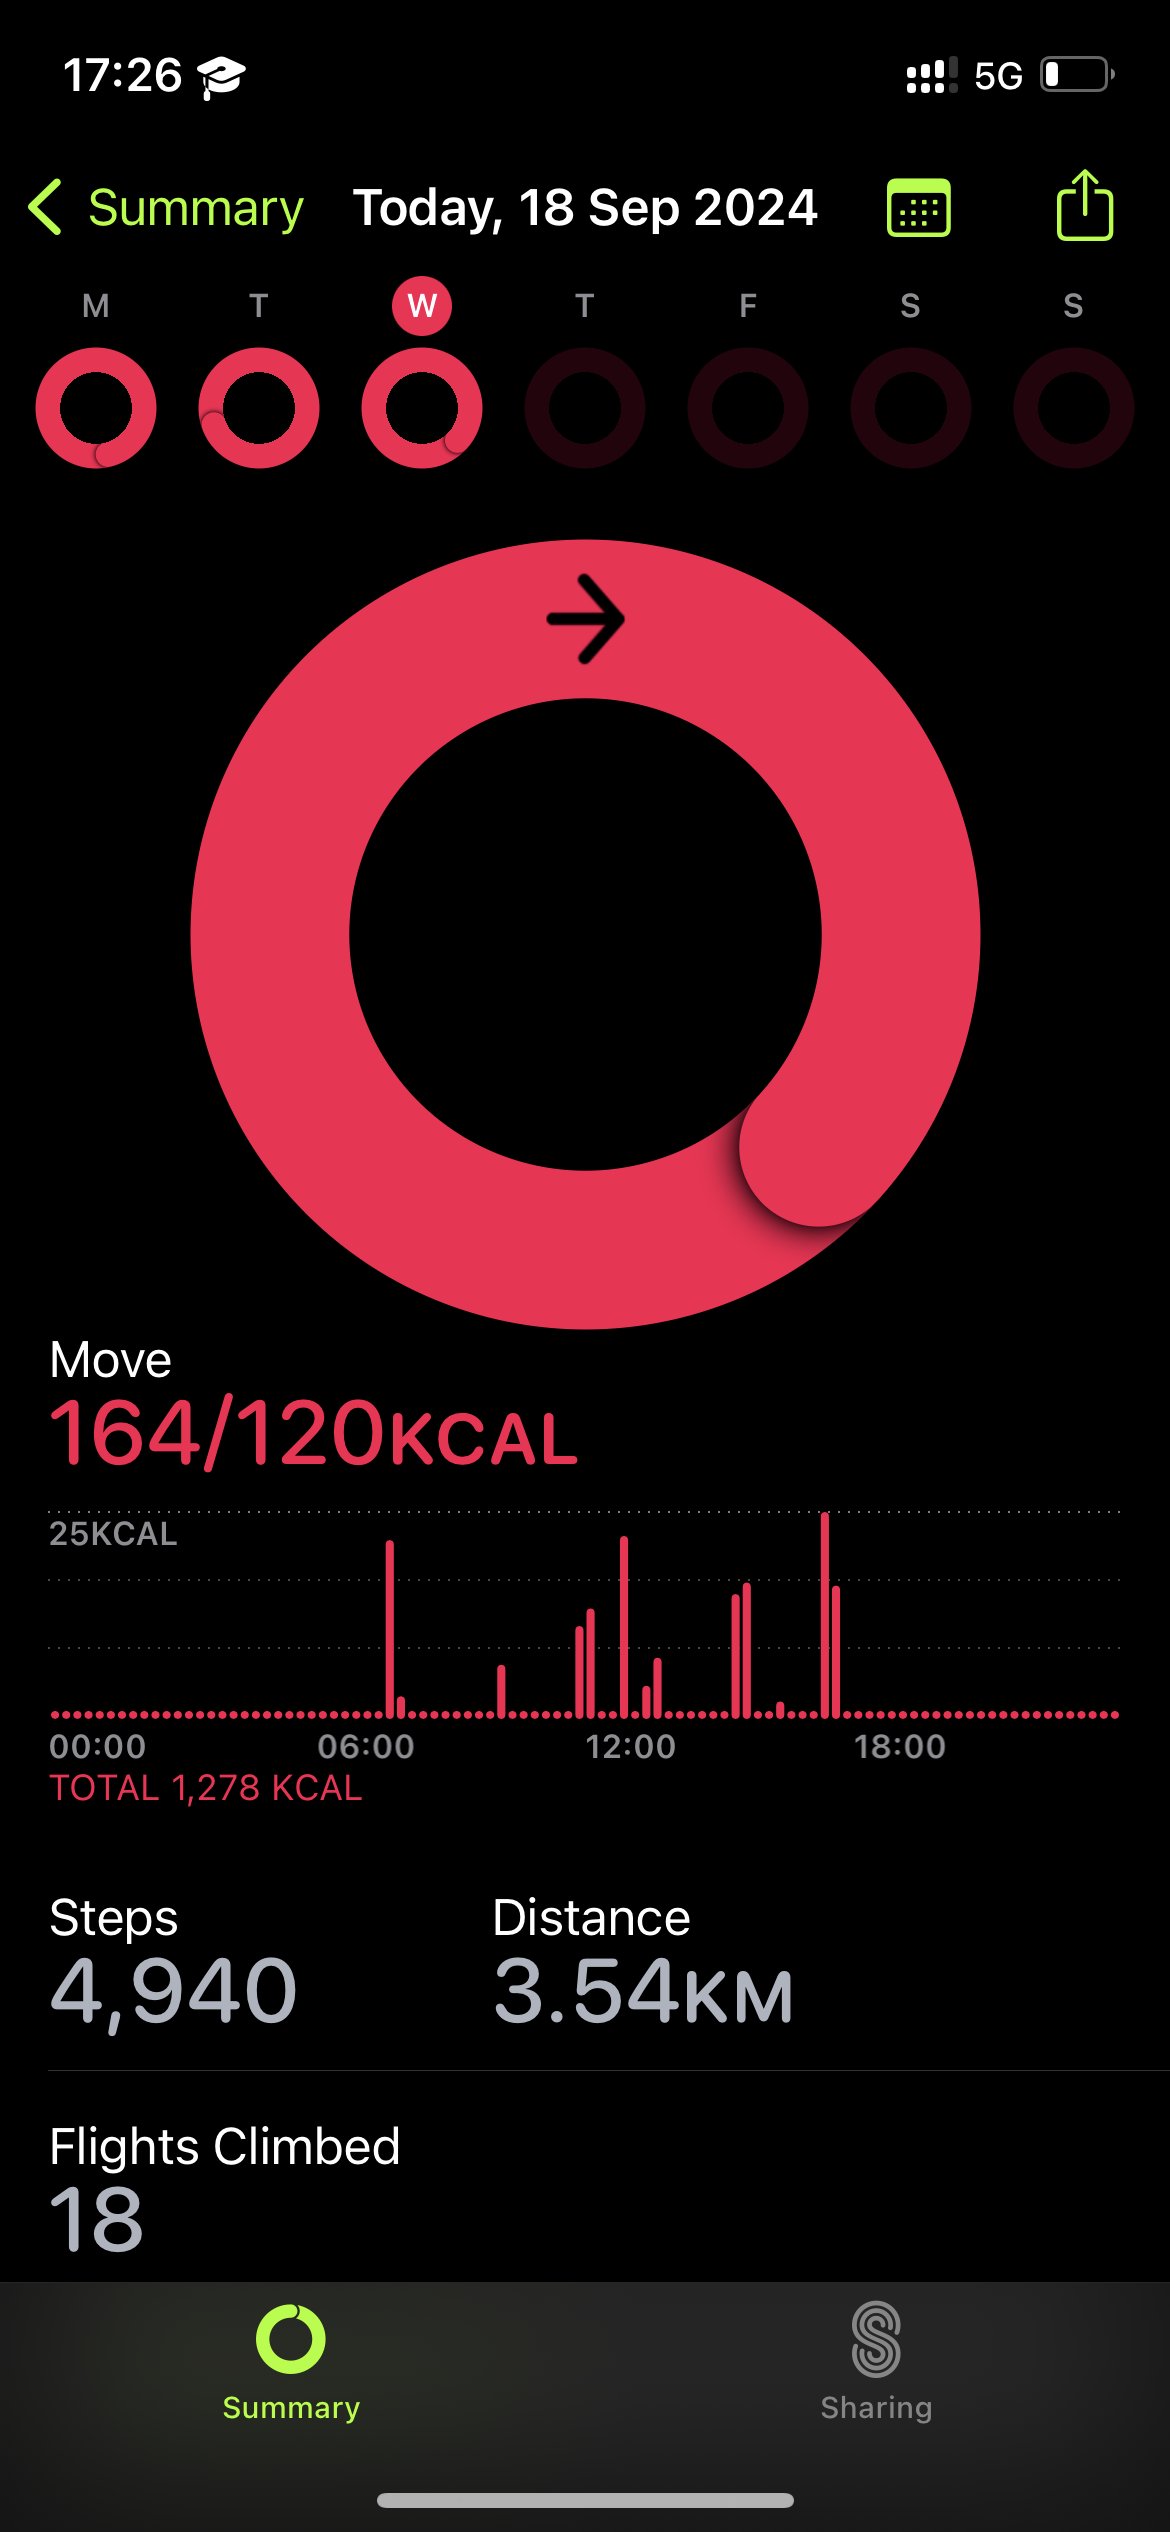 17:26 5G
Summary Today, 18 Sep 2024
M T W T F S S
Move
164/120KCAL
25KCAL
00:00 06:00 12:00 18:00
TOTAL 1,278 KCAL
Steps Distance
4,940 3.54KM
Flights Climbed
18
Summary Sharing